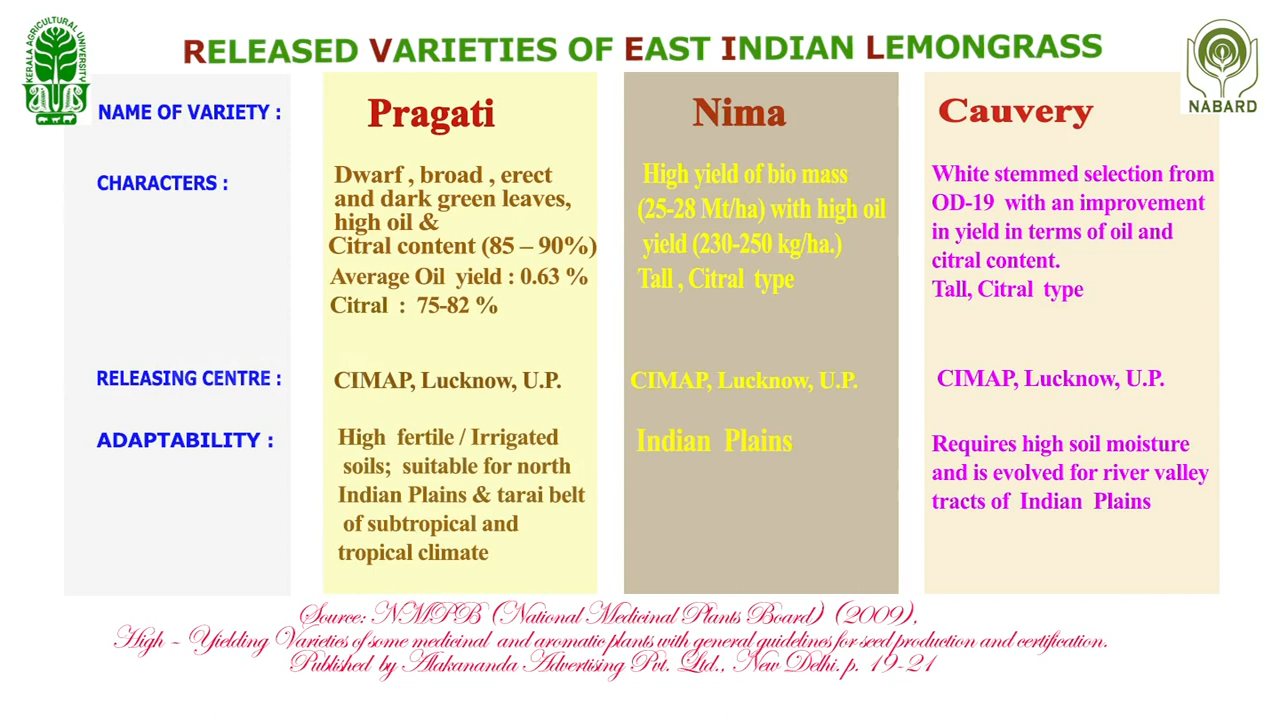 RELEASED VARIETIES OF EAST INDIAN LEMONGRASS
KERALA AGRICULTURAL UNIVERSITY
NABARD
NAME OF VARIETY :
Pragati
Nima
Cauvery
CHARACTERS :
Dwarf , broad , erect
and dark green leaves,
high oil &
Citral content (85 – 90%)
Average Oil yield : 0.63 %
Citral : 75-82 %
High yield of bio mass
(25-28 Mt/ha) with high oil
yield (230-250 kg/ha.)
Tall , Citral type
White stemmed selection from
OD-19 with an improvement
in yield in terms of oil and
citral content.
Tall, Citral type
RELEASING CENTRE :
CIMAP, Lucknow, U.P.
CIMAP, Lucknow, U.P.
CIMAP, Lucknow, U.P.
ADAPTABILITY :
High fertile / Irrigated
soils; suitable for north
Indian Plains & tarai belt
of subtropical and
tropical climate
Indian Plains
Requires high soil moisture
and is evolved for river valley
tracts of Indian Plains
Source: NMPB (National Medicinal Plants Board) (2009),
High – Yielding Varieties of some medicinal and aromatic plants with general guidelines for seed production and certification.
Published by Alakananda Advertising Pvt. Ltd., New Delhi. p. 19-21